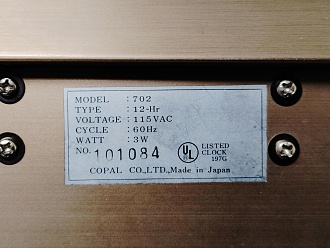 MODEL : 702
TYPE : 12-Hr
VOLTAGE : 115VAC
CYCLE : 60Hz
WATT : 3W
NO. 101084
UL LISTED
CLOCK
197G
COPAL CO.,LTD., Made in Japan